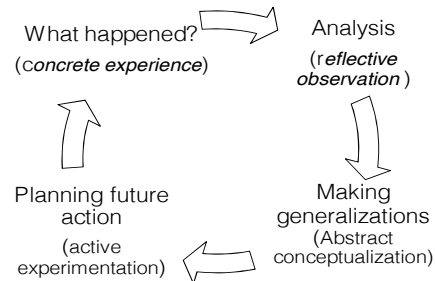 What happened?
(concrete experience)
Analysis
(reflective
observation )
Making
generalizations
(Abstract
conceptualization)
Planning future
action
(active
experimentation)